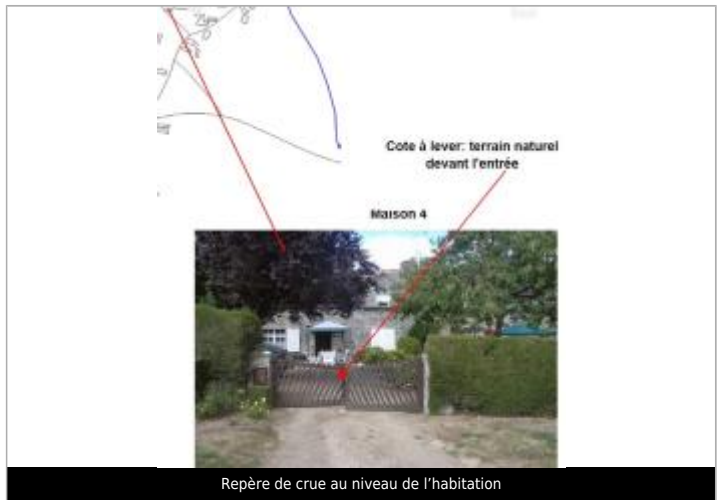 Cote à lever: terrain naturel
devant l'entrée
Maison 4
Repère de crue au niveau de l'habitation